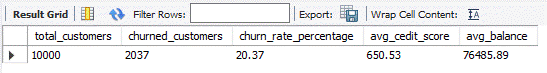 Result Grid Filter Rows: Export: Wrap Cell Content:
total_customers churned_customers churn_rate_percentage avg_cedit_score avg_balance
10000 2037 20.37 650.53 76485.89